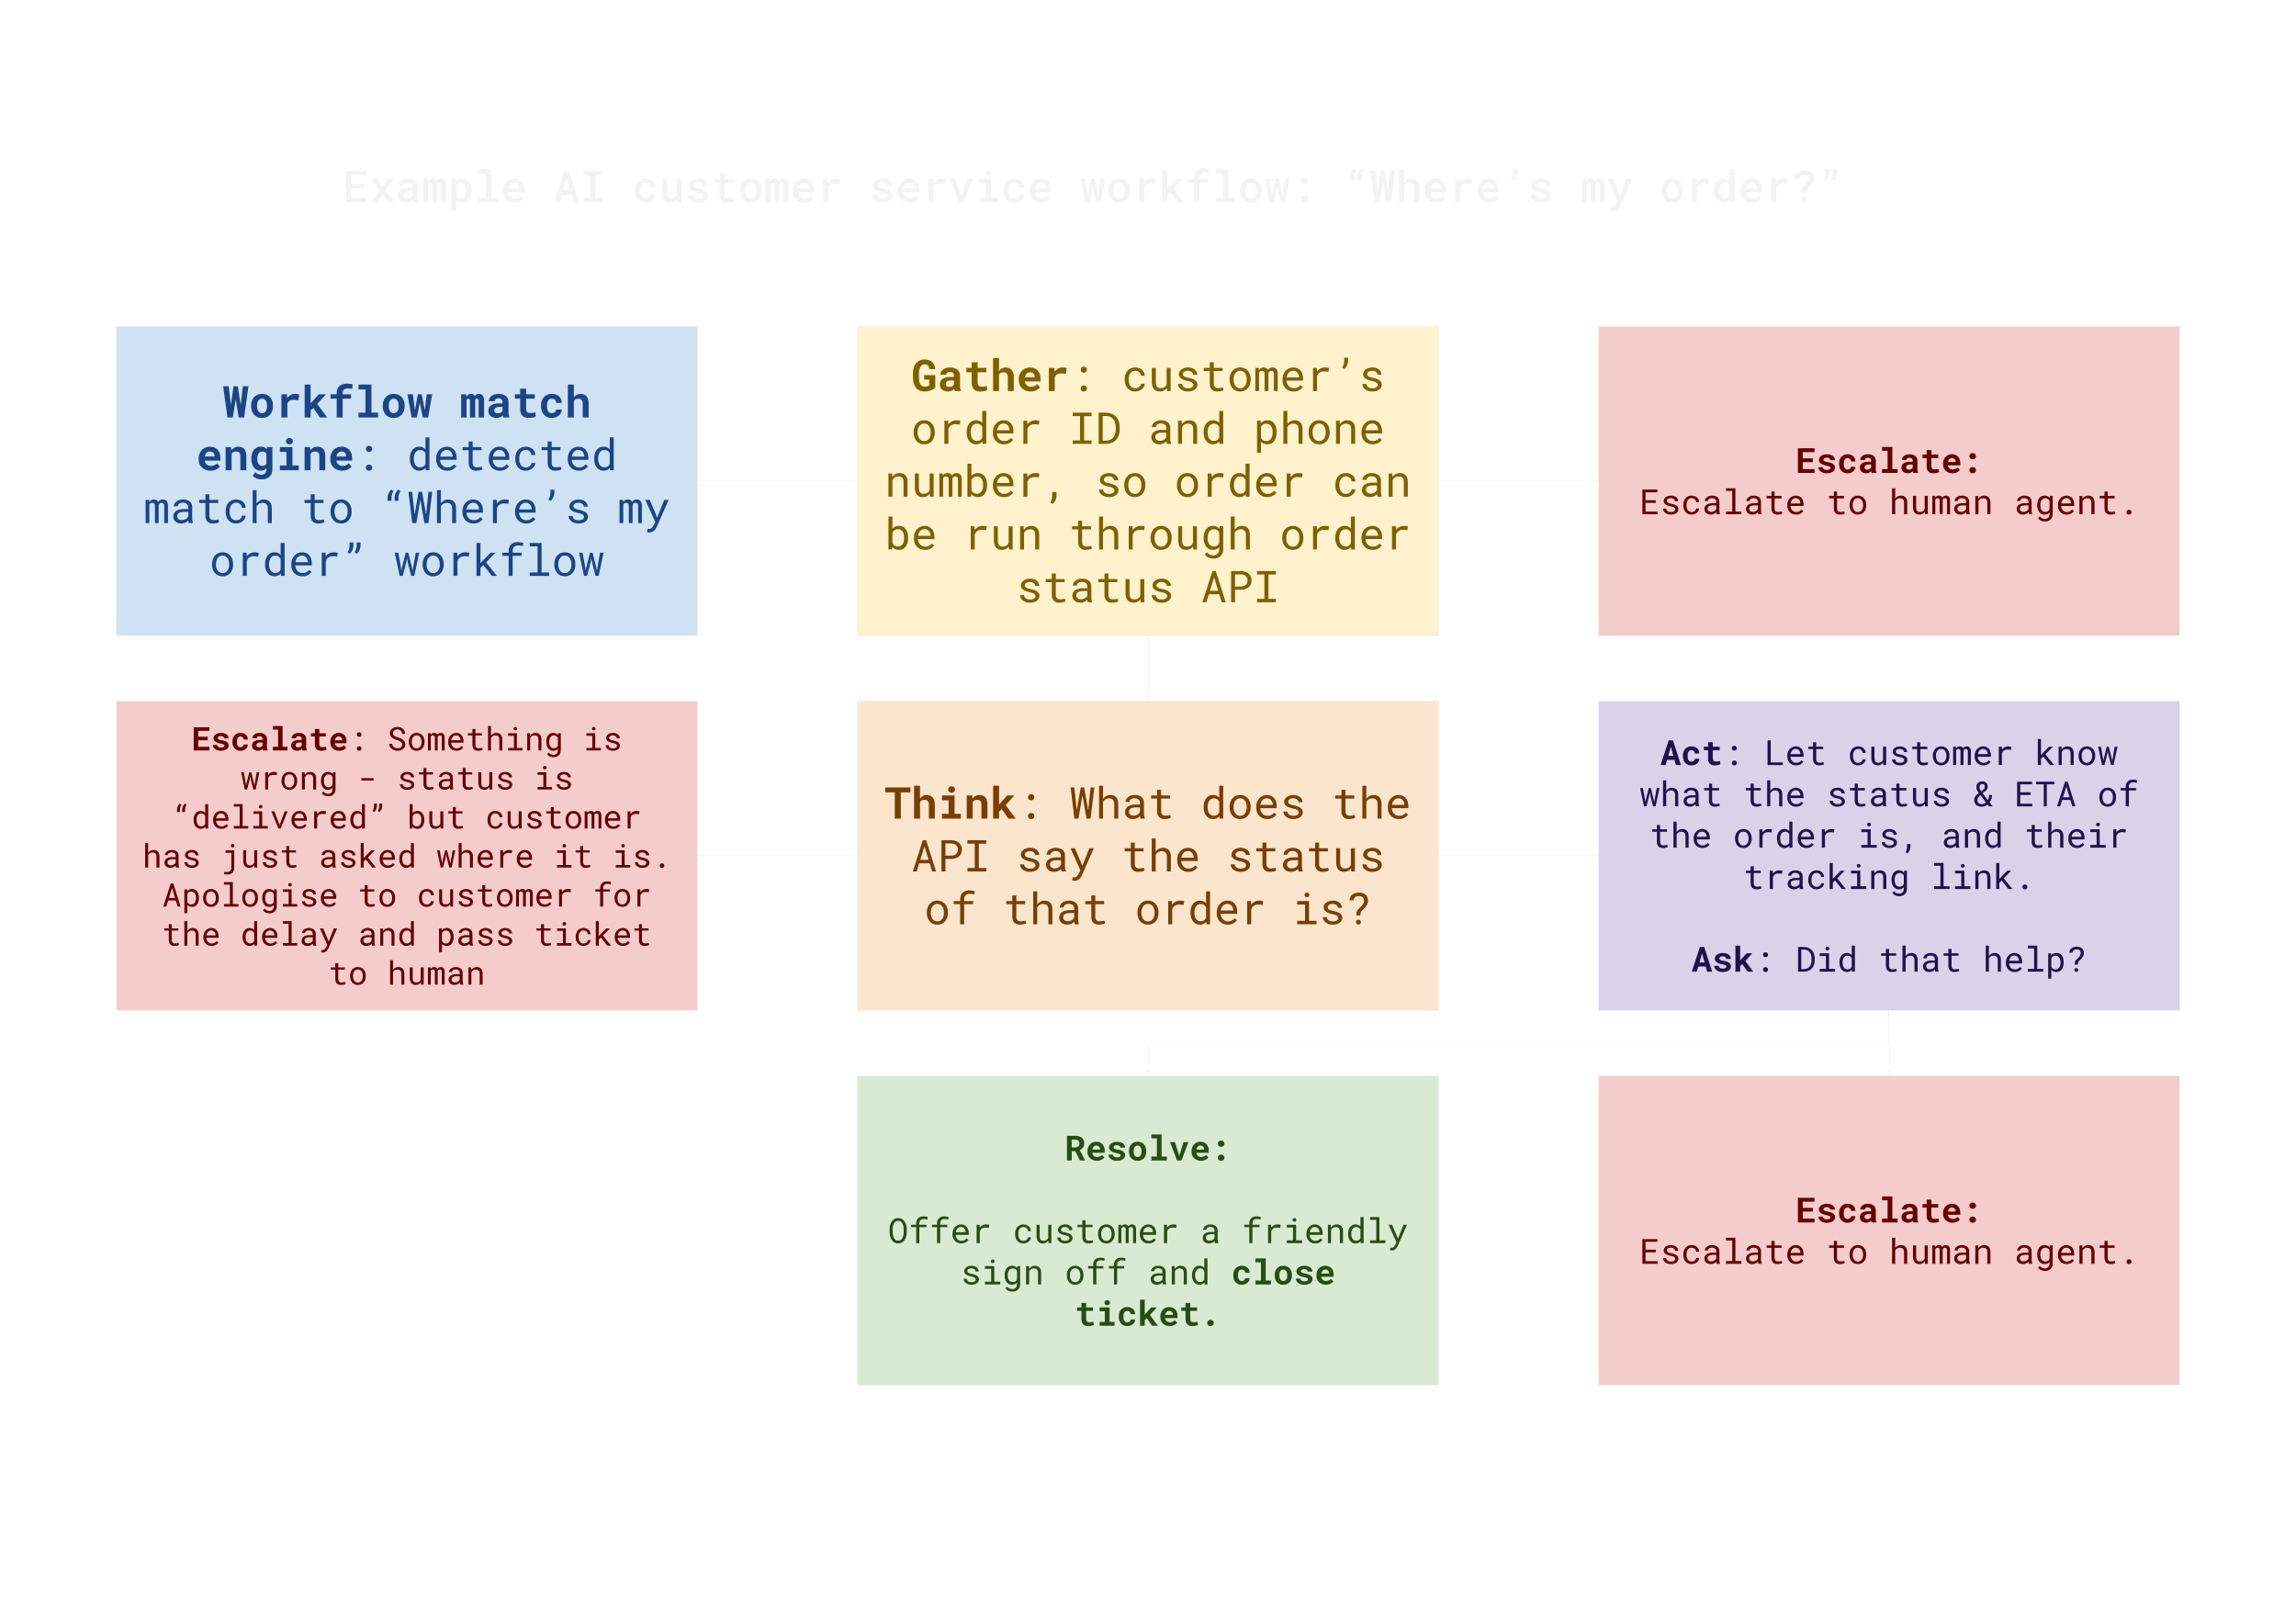 Example AI customer service workflow: “Where’s my order?”
Workflow match
engine: detected
match to “Where’s my
order” workflow
Gather: customer’s
order ID and phone
number, so order can
be run through order
status API
Escalate:
Escalate to human agent.
Escalate: Something is
wrong - status is
“delivered” but customer
has just asked where it is.
Apologise to customer for
the delay and pass ticket
to human
Think: What does the
API say the status
of that order is?
Act: Let customer know
what the status & ETA of
the order is, and their
tracking link.
Ask: Did that help?
Resolve:
Offer customer a friendly
sign off and close
ticket.
Escalate:
Escalate to human agent.